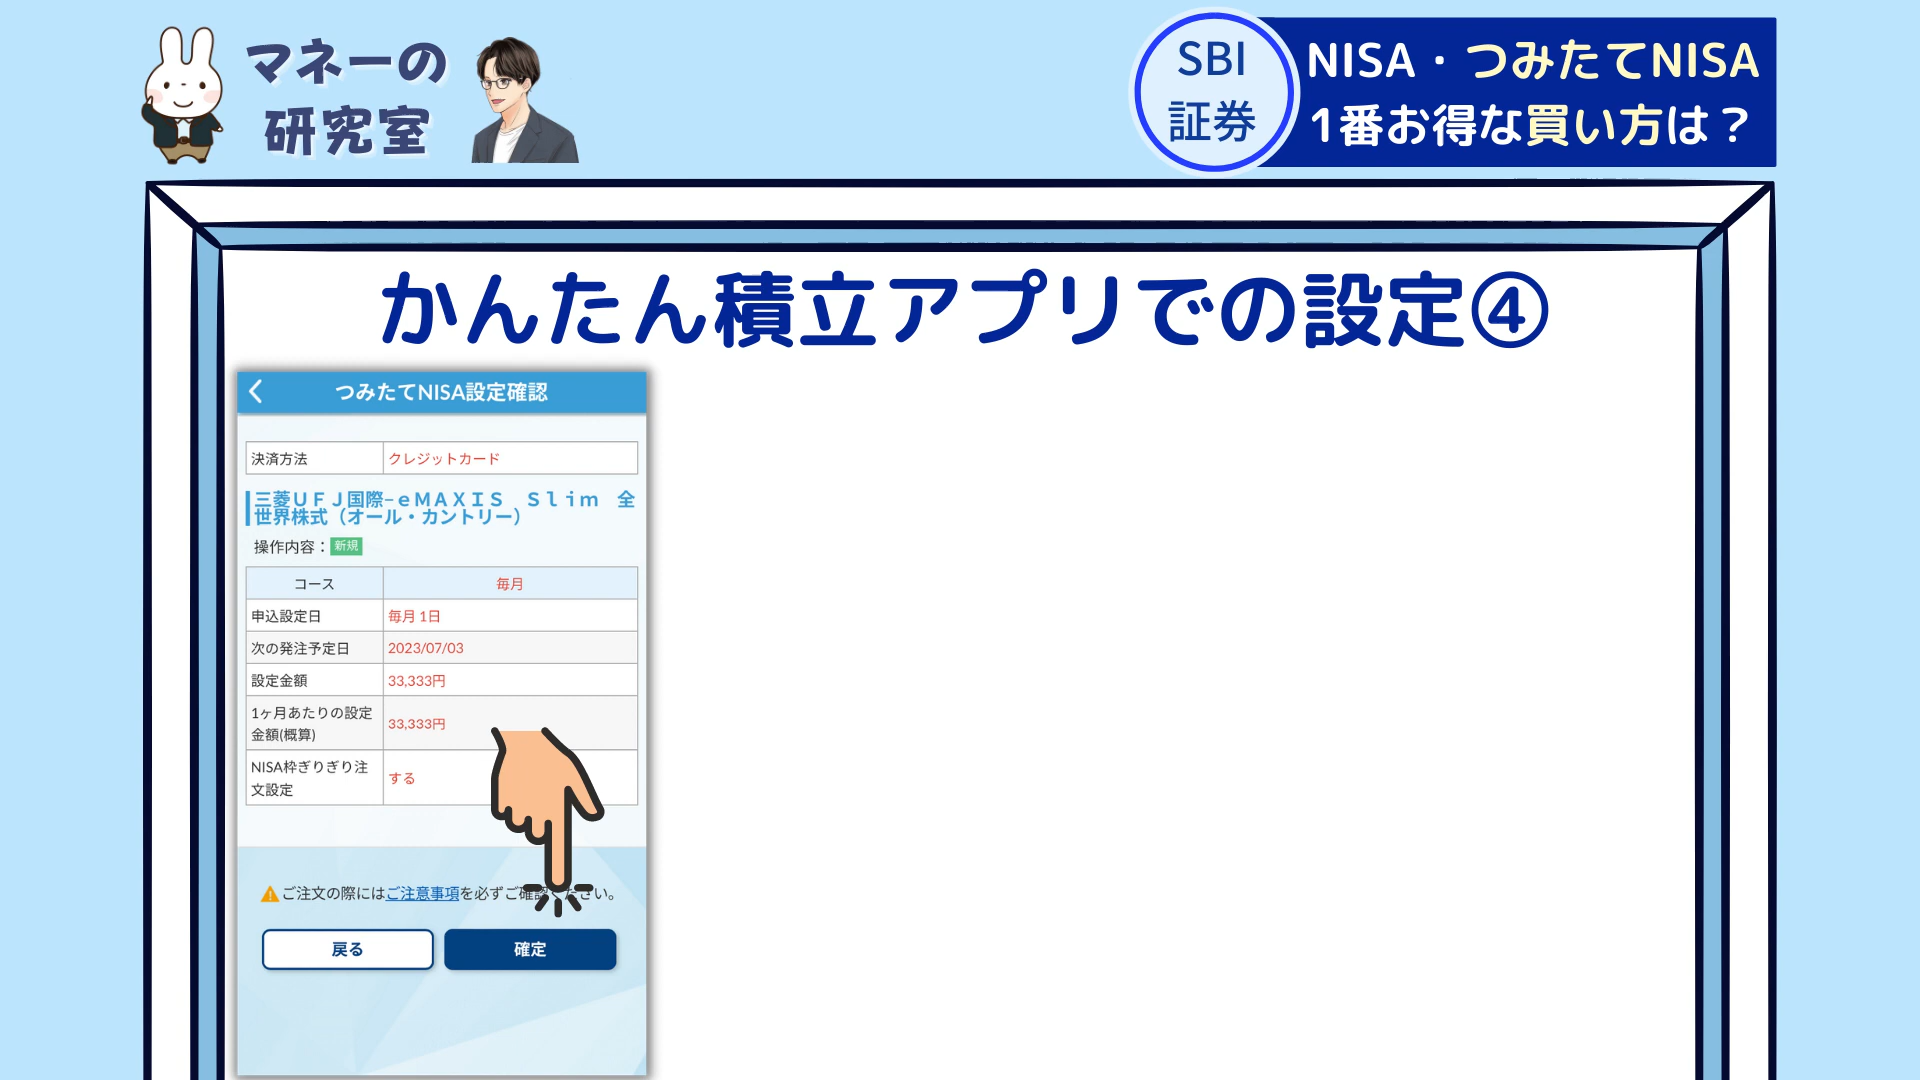 マネーの
研究室
SBI
証券
NISA・つみたてNISA
1番お得な買い方は？
かんたん積立アプリでの設定④
つみたてNISA設定確認
決済方法 クレジットカード
三菱ＵＦＪ国際−ｅＭＡＸＩＳ　Ｓｌｉｍ　全
世界株式（オール・カントリー）
操作内容：新規
コース 毎月
申込設定日 毎月 1日
次の発注予定日 2023/07/03
設定金額 33,333円
1ヶ月あたりの設定
金額(概算) 33,333円
NISA枠ぎりぎり注
文設定 する
ご注文の際にはご注意事項を必ずご確認ください。
戻る 確定